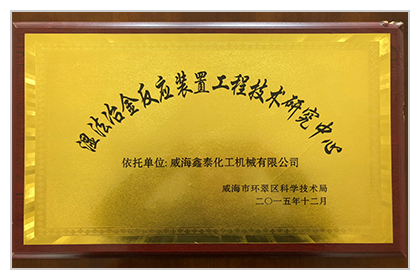 湿法冶金反应装置工程技术研究中心
依托单位:威海鑫泰化工机械有限公司
威海市环翠区科学技术局
二〇一五年十二月